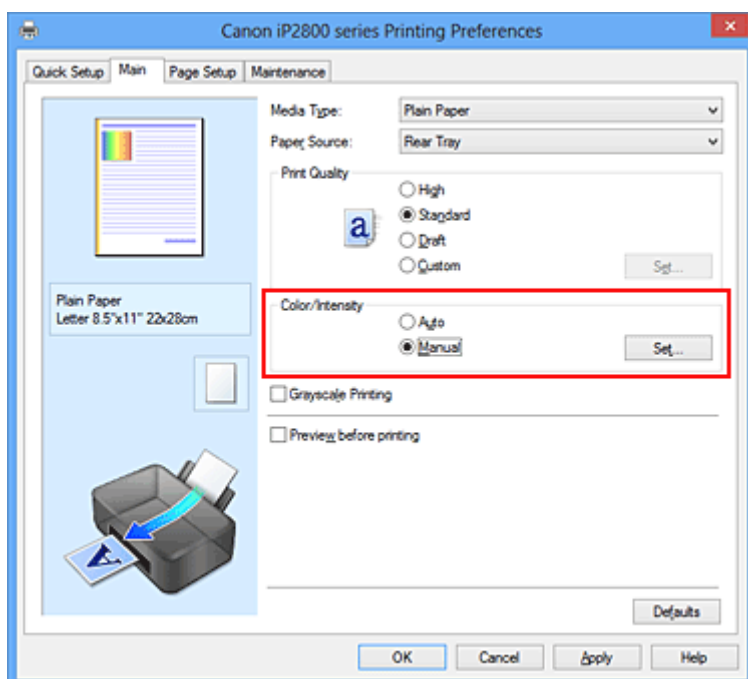 Canon iP2800 series Printing Preferences
Quick Setup Main Page Setup Maintenance
Media Type: Plain Paper
Paper Source: Rear Tray
Print Quality
High
a
Standard
Draft
Custom Set...
Plain Paper
Letter 8.5"x11" 22x28cm
Color/Intensity
Auto
Manual Set...
Grayscale Printing
Preview before printing
A
Defaults
OK Cancel Apply Help